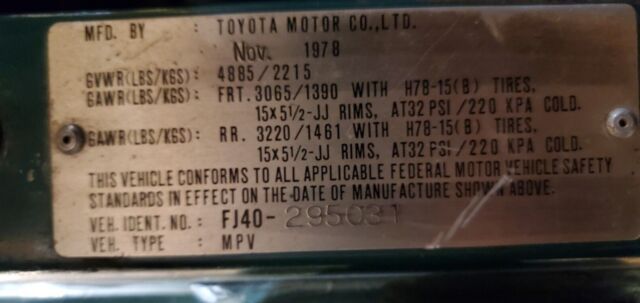 MFD. BY : TOYOTA MOTOR CO.,LTD.
Nov. 1978
GVWR(LBS/KGS): 4885/2215
GAWR(LBS/KGS): FRT. 3065/1390 WITH H78-15(B) TIRES,
15x5½-JJ RIMS, AT32 PSI/220 KPA COLD.
GAWR(LBS/KGS): RR. 3220/1461 WITH H78-15(B) TIRES,
15x5½-JJ RIMS, AT32 PSI/220 KPA COLD.
THIS VEHICLE CONFORMS TO ALL APPLICABLE FEDERAL MOTOR VEHICLE SAFETY
STANDARDS IN EFFECT ON THE DATE OF MANUFACTURE SHOWN ABOVE.
VEH. IDENT. NO.: FJ40-295031
VEH. TYPE : MPV